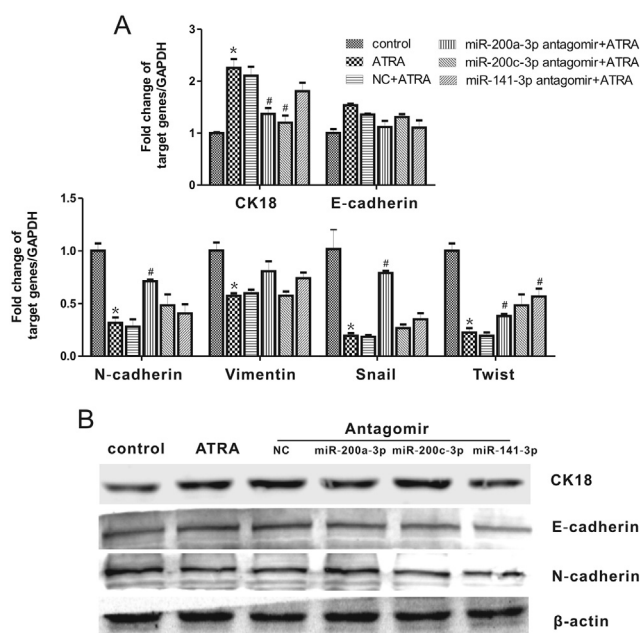 A
control
ATRA
NC+ATRA
miR-200a-3p antagomir+ATRA
miR-200c-3p antagomir+ATRA
miR-141-3p antagomir+ATRA
Fold change of
target genes/GAPDH
3
2
1
0
*
#
#
CK18
E-cadherin
Fold change of
target genes/GAPDH
1.5
1.0
0.5
0.0
*
#
*
*
#
*
#
#
N-cadherin
Vimentin
Snail
Twist
B
Antagomir
control
ATRA
NC
miR-200a-3p
miR-200c-3p
miR-141-3p
CK18
E-cadherin
N-cadherin
β-actin